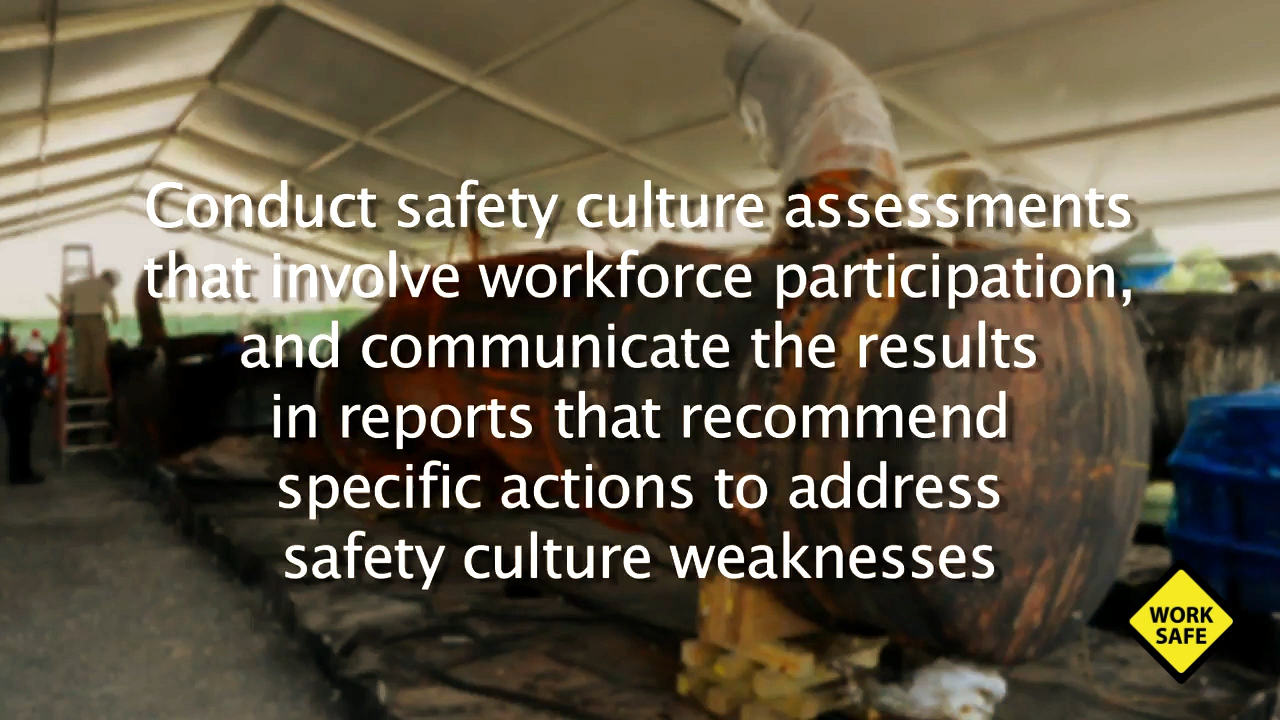 Conduct safety culture assessments
that involve workforce participation,
and communicate the results
in reports that recommend
specific actions to address
safety culture weaknesses
WORK
SAFE